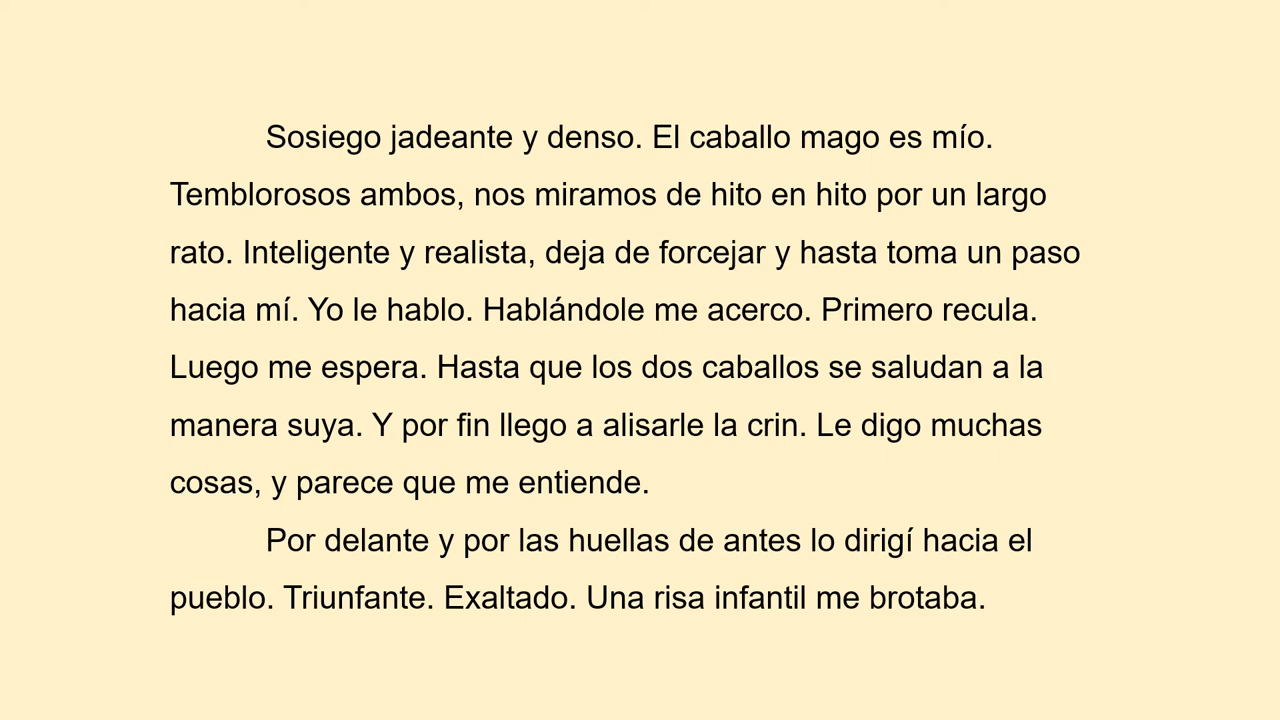 Sosiego jadeante y denso. El caballo mago es mío.
Temblorosos ambos, nos miramos de hito en hito por un largo
rato. Inteligente y realista, deja de forcejar y hasta toma un paso
hacia mí. Yo le hablo. Hablándole me acerco. Primero recula.
Luego me espera. Hasta que los dos caballos se saludan a la
manera suya. Y por fin llego a alisarle la crin. Le digo muchas
cosas, y parece que me entiende.
Por delante y por las huellas de antes lo dirigí hacia el
pueblo. Triunfante. Exaltado. Una risa infantil me brotaba.